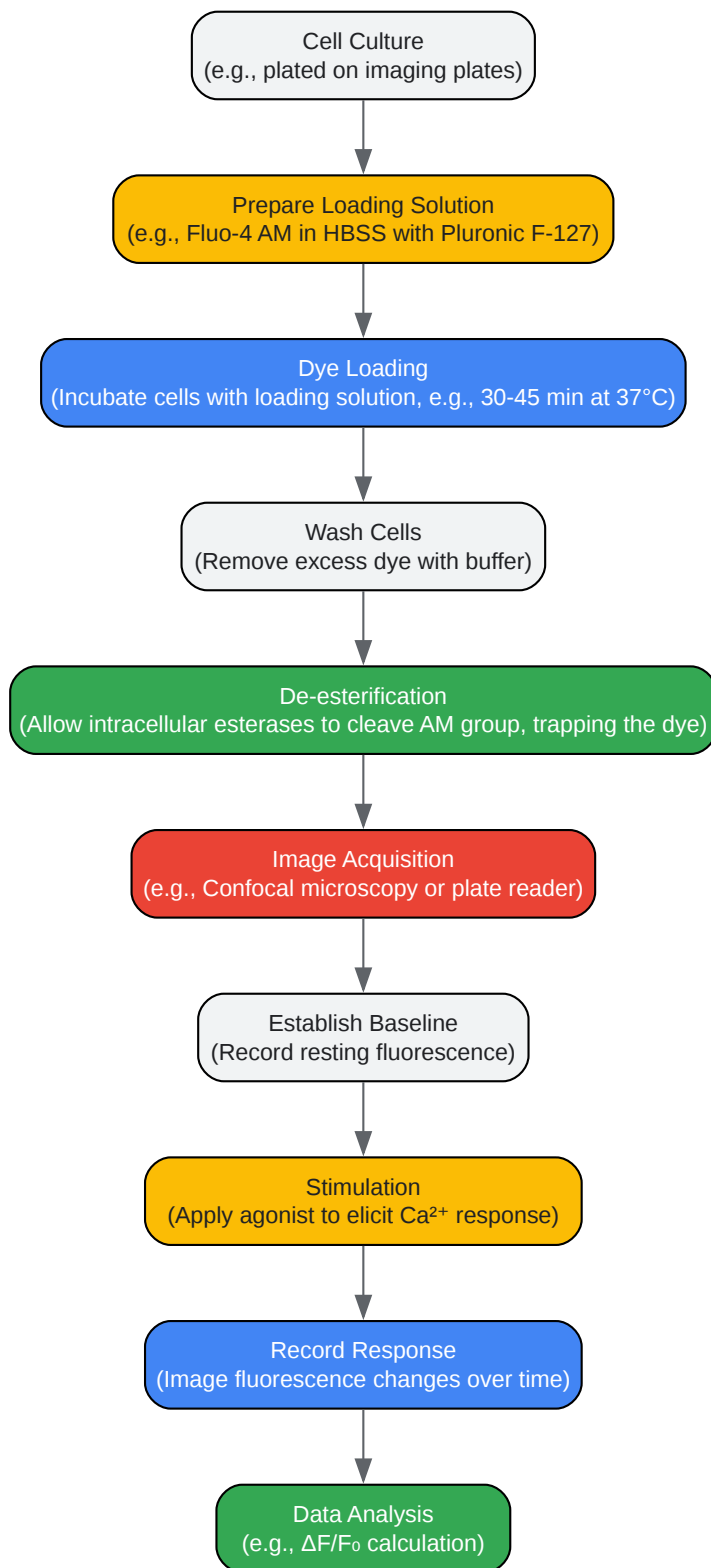 Cell Culture
(e.g., plated on imaging plates)
Prepare Loading Solution
(e.g., Fluo-4 AM in HBSS with Pluronic F-127)
Dye Loading
(Incubate cells with loading solution, e.g., 30-45 min at 37°C)
Wash Cells
(Remove excess dye with buffer)
De-esterification
(Allow intracellular esterases to cleave AM group, trapping the dye)
Image Acquisition
(e.g., Confocal microscopy or plate reader)
Establish Baseline
(Record resting fluorescence)
Stimulation
(Apply agonist to elicit Ca²⁺ response)
Record Response
(Image fluorescence changes over time)
Data Analysis
(e.g., ΔF/F₀ calculation)